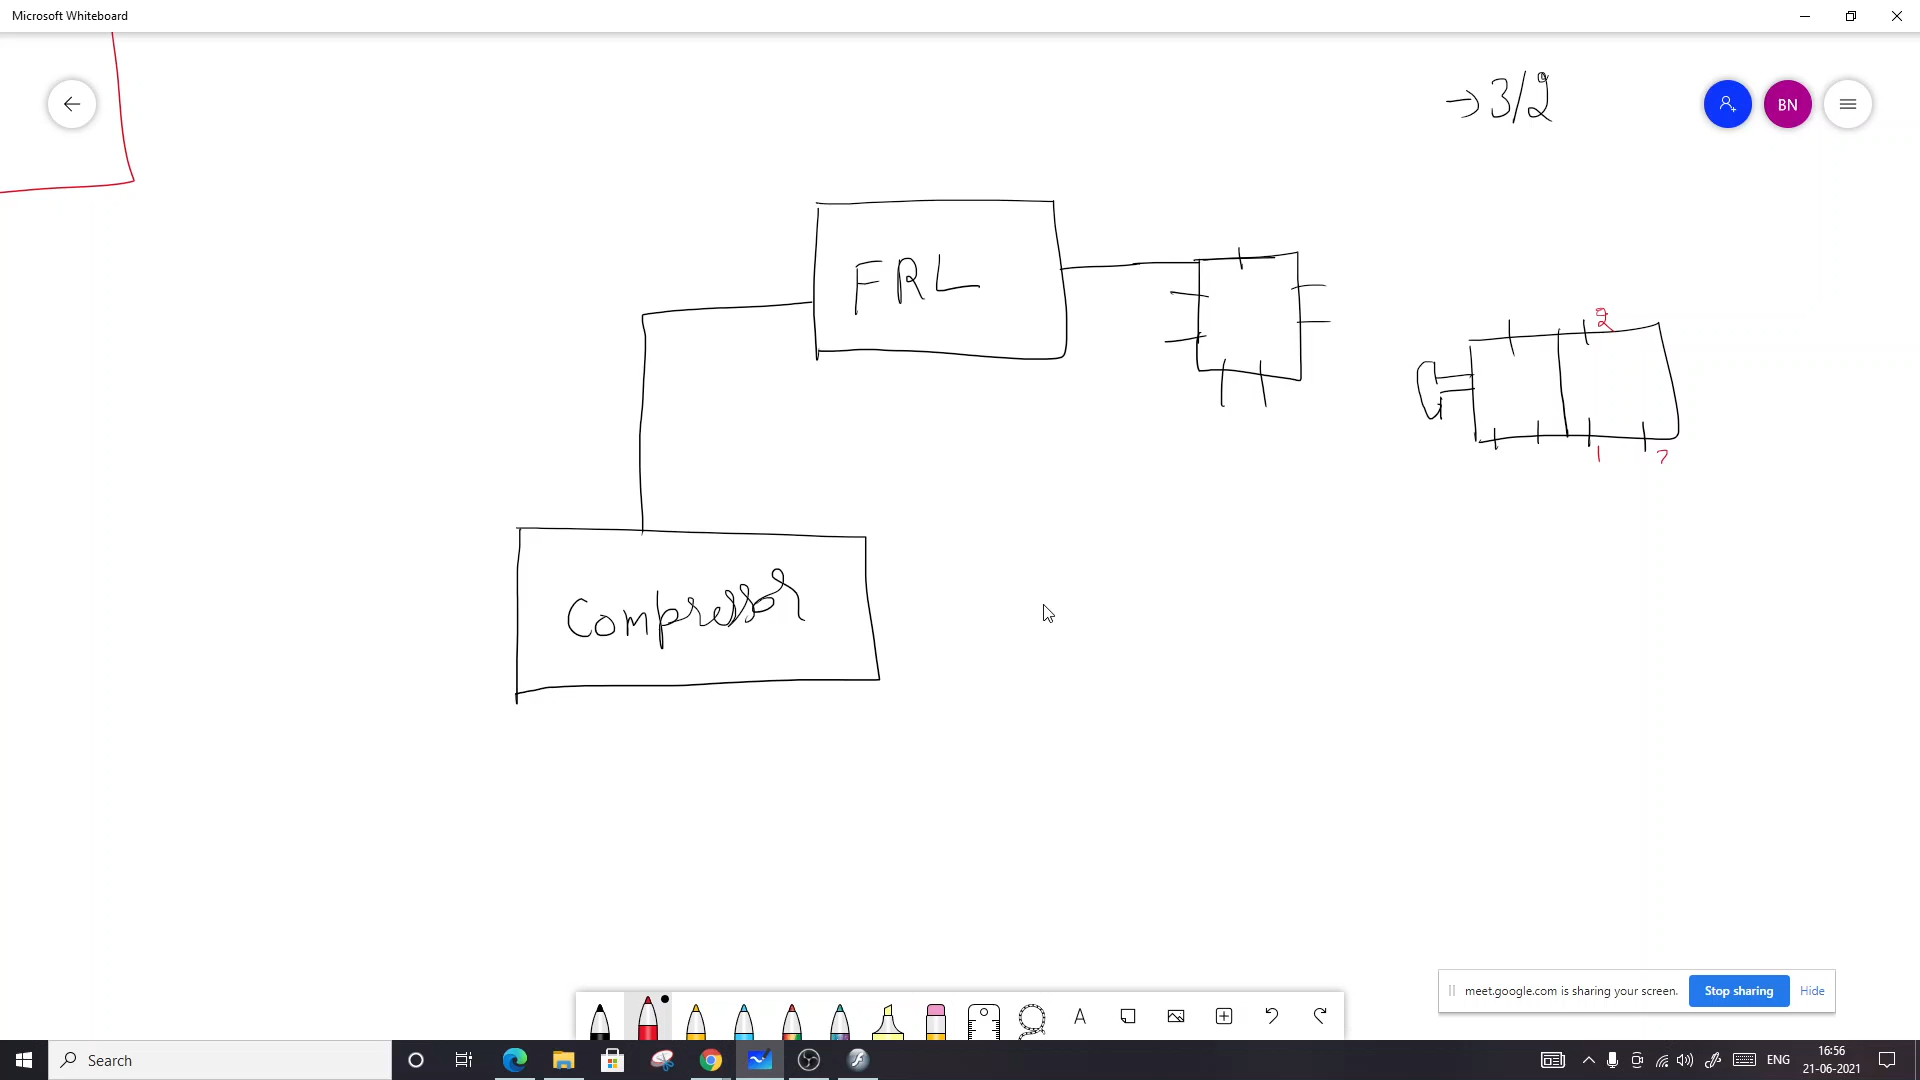 Microsoft Whiteboard
→3/2
BN
FRL
2
1
Compressor
meet.google.com is sharing your screen.
Stop sharing
Hide
A
Search
ENG
16:56
21-06-2021